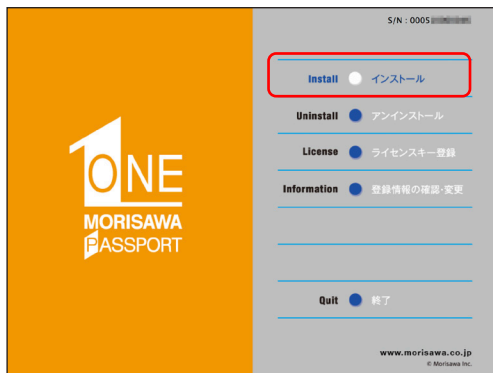 S/N : 0005
Install インストール
Uninstall アンインストール
License ライセンスキー登録
Information 登録情報の確認・変更
Quit 終了
1 ONE
MORISAWA
PASSPORT
www.morisawa.co.jp
© Morisawa Inc.